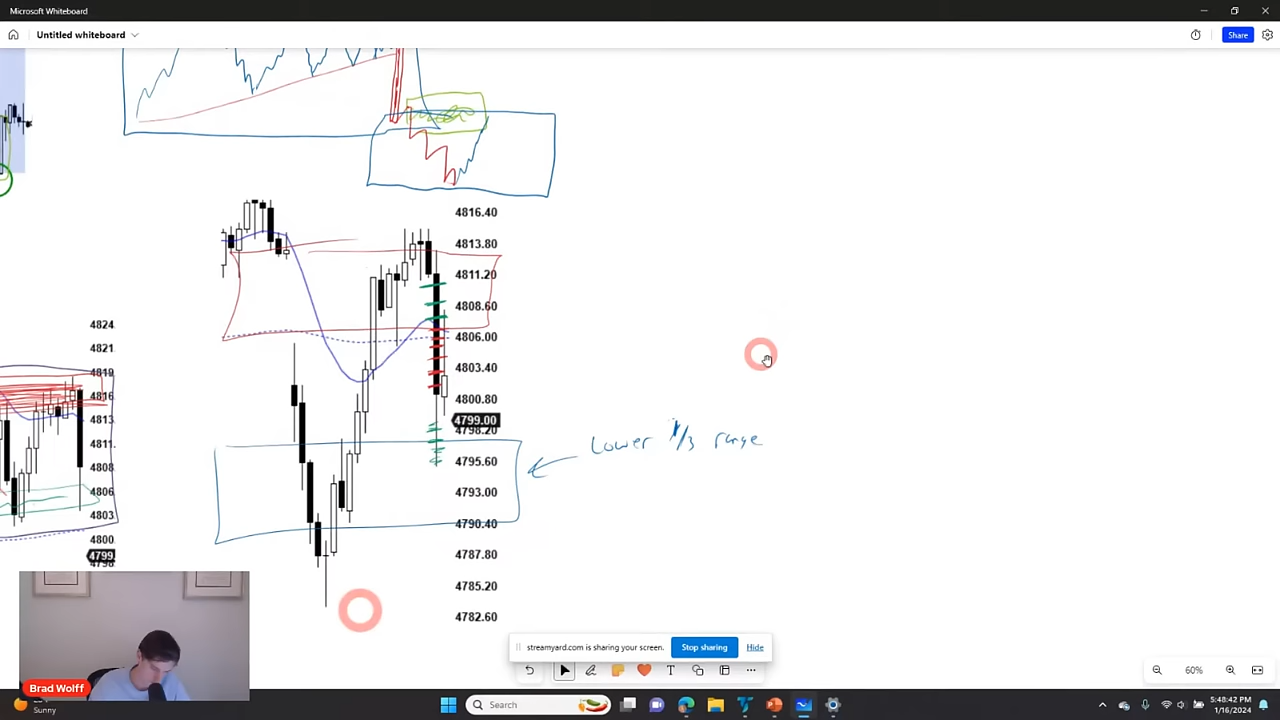 Microsoft Whiteboard
Untitled whiteboard
Share
4816.40
4813.80
4811.20
4808.60
4806.00
4803.40
4800.80
4799.00
4798.20
4795.60
4793.00
4790.40
4787.80
4785.20
4782.60
4824
4821
4819
4816
4813
4811
4808
4806
4803
4800
4799
4798
Lower 1/3 range
streamyard.com is sharing your screen.
Stop sharing
Hide
T
60%
Brad Wolff
Sunny
Search
5:48:42 PM
1/16/2024